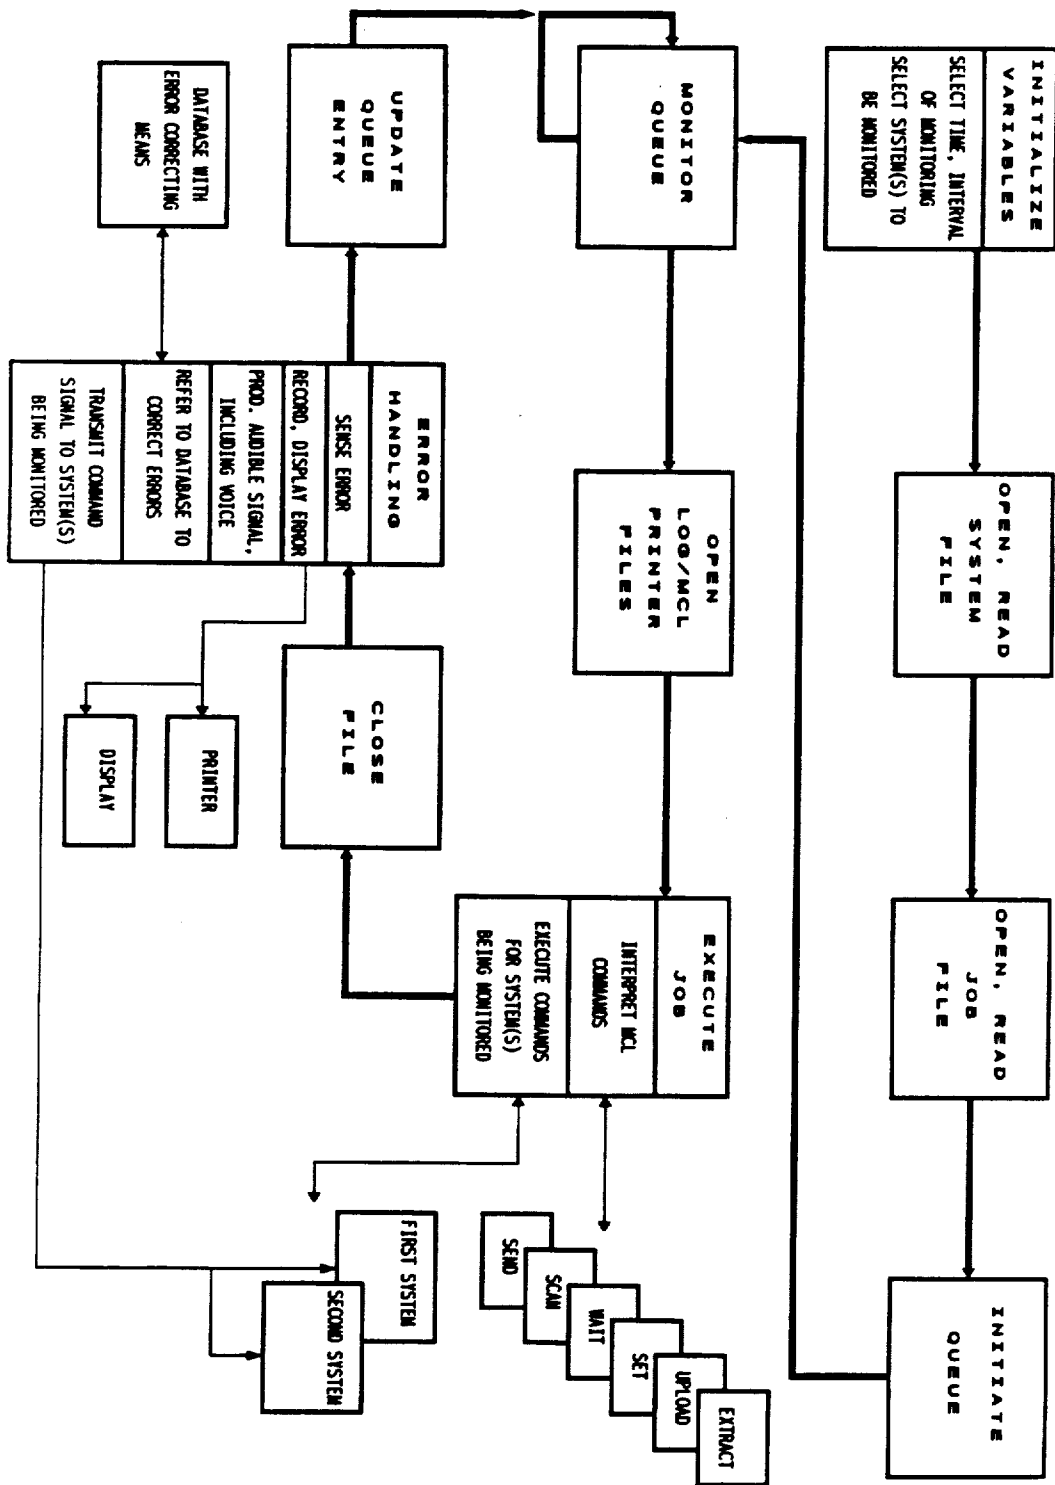 INITIALIZE
VARIABLES
SELECT TIME, INTERVAL
OF MONITORING
SELECT SYSTEM(S) TO
BE MONITORED
OPEN, READ
SYSTEM
FILE
OPEN, READ
JOB
FILE
INITIATE
QUEUE
MONITOR
QUEUE
OPEN
LOG/MCL
PRINTER
FILES
EXECUTE
JOB
INTERPRET MCL
COMMANDS
EXECUTE COMMANDS
FOR SYSTEM(S)
BEING MONITORED
EXTRACT
UPLOAD
SET
WAIT
SCAN
SEND
UPDATE
QUEUE
ENTRY
ERROR
HANDLING
SENSE ERROR
RECORD, DISPLAY ERROR
PROD. AUDIBLE SIGNAL,
INCLUDING VOICE
REFER TO DATABASE TO
CORRECT ERRORS
TRANSMIT COMMAND
SIGNAL TO SYSTEM(S)
BEING MONITORED
CLOSE
FILE
FIRST SYSTEM
SECOND SYSTEM
DATABASE WITH
ERROR CORRECTING
MEANS
PRINTER
DISPLAY